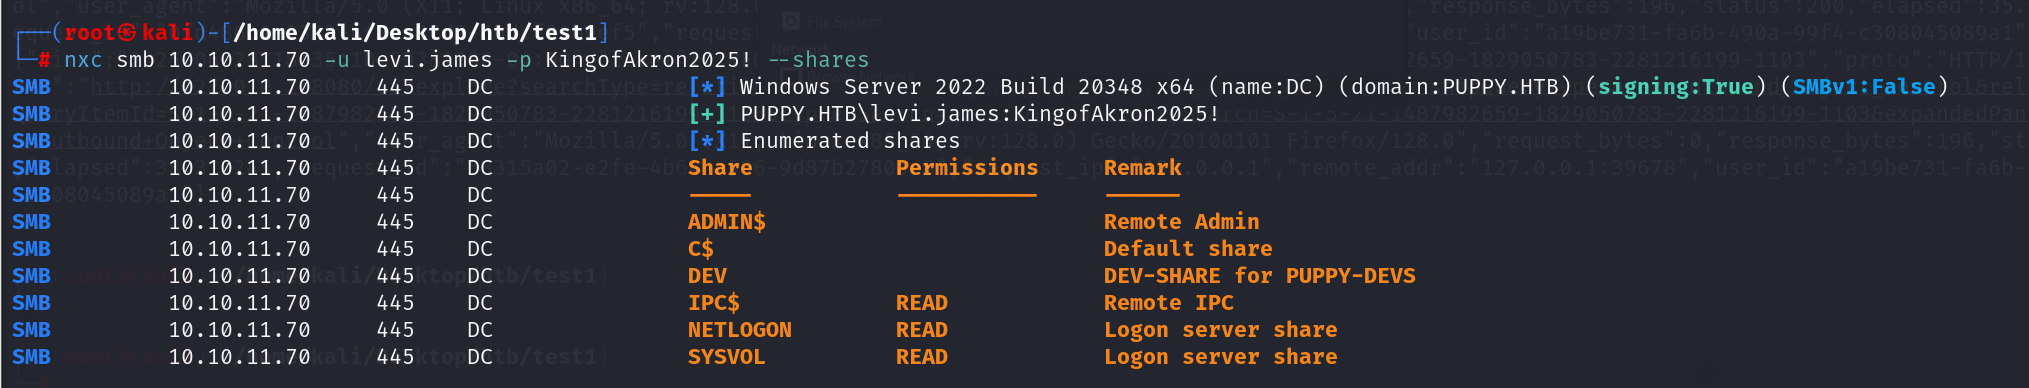 ┌──(root㉿kali)-[/home/kali/Desktop/htb/test1]
└─# nxc smb 10.10.11.70 -u levi.james -p KingofAkron2025! --shares
SMB 10.10.11.70 445 DC [*] Windows Server 2022 Build 20348 x64 (name:DC) (domain:PUPPY.HTB) (signing:True) (SMBv1:False)
SMB 10.10.11.70 445 DC [+] PUPPY.HTB\levi.james:KingofAkron2025!
SMB 10.10.11.70 445 DC [*] Enumerated shares
SMB 10.10.11.70 445 DC Share Permissions Remark
SMB 10.10.11.70 445 DC ----- ----------- ------
SMB 10.10.11.70 445 DC ADMIN$ Remote Admin
SMB 10.10.11.70 445 DC C$ Default share
SMB 10.10.11.70 445 DC DEV DEV-SHARE for PUPPY-DEVS
SMB 10.10.11.70 445 DC IPC$ READ Remote IPC
SMB 10.10.11.70 445 DC NETLOGON READ Logon server share
SMB 10.10.11.70 445 DC SYSVOL READ Logon server share